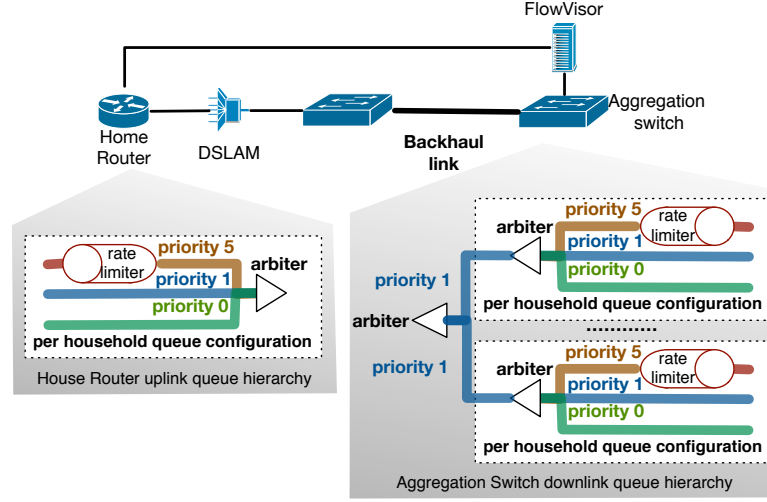 FlowVisor
Home
Router
DSLAM
Backhaul
link
Aggregation
switch
rate
limiter
priority 5
priority 1
priority 0
arbiter
per household queue configuration
House Router uplink queue hierarchy
priority 5
arbiter
rate
limiter
priority 1
priority 0
per household queue configuration
priority 1
arbiter
............
priority 1
priority 5
arbiter
rate
limiter
priority 1
priority 0
per household queue configuration
Aggregation Switch downlink queue hierarchy